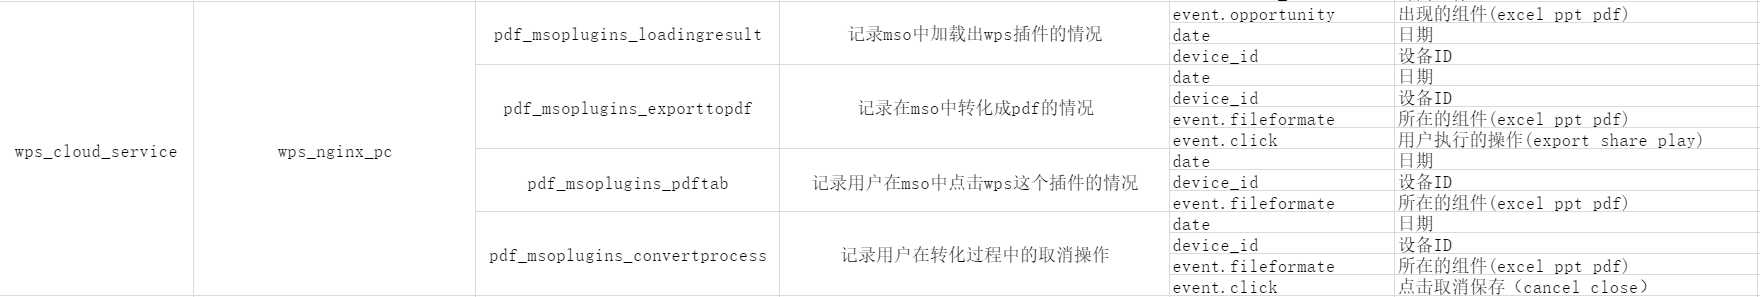 event.opportunity 出现的组件(excel ppt pdf)
pdf_msoplugins_loadingresult 记录mso中加载出wps插件的情况 date 日期
device_id 设备ID
date 日期
device_id 设备ID
pdf_msoplugins_exporttopdf 记录在mso中转化成pdf的情况
event.fileformate 所在的组件(excel ppt pdf)
event.click 用户执行的操作(export share play)
wps_cloud_service wps_nginx_pc
date 日期
pdf_msoplugins_pdftab 记录用户在mso中点击wps这个插件的情况 device_id 设备ID
event.fileformate 所在的组件(excel ppt pdf)
date 日期
device_id 设备ID
pdf_msoplugins_convertprocess 记录用户在转化过程中的取消操作
event.fileformate 所在的组件(excel ppt pdf)
event.click 点击取消保存（cancel close）